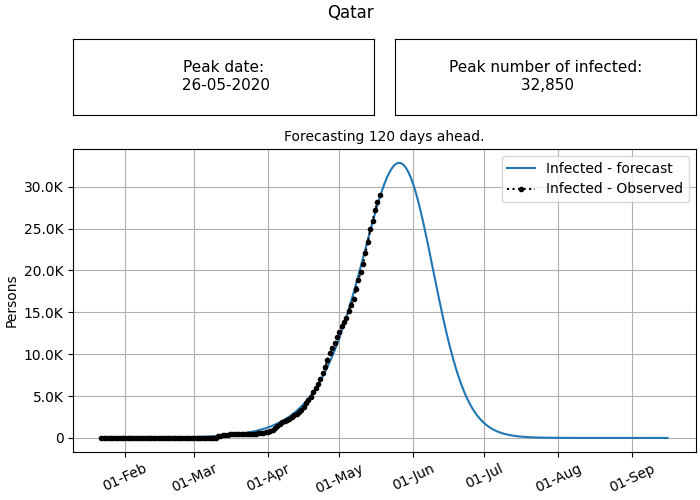 Qatar
Peak date:
26-05-2020
Peak number of infected:
32,850
Forecasting 120 days ahead.
Infected - forecast
Infected - Observed
30.0K
25.0K
20.0K
15.0K
10.0K
5.0K
0
Persons
01-Feb
01-Mar
01-Apr
01-May
01-Jun
01-Jul
01-Aug
01-Sep